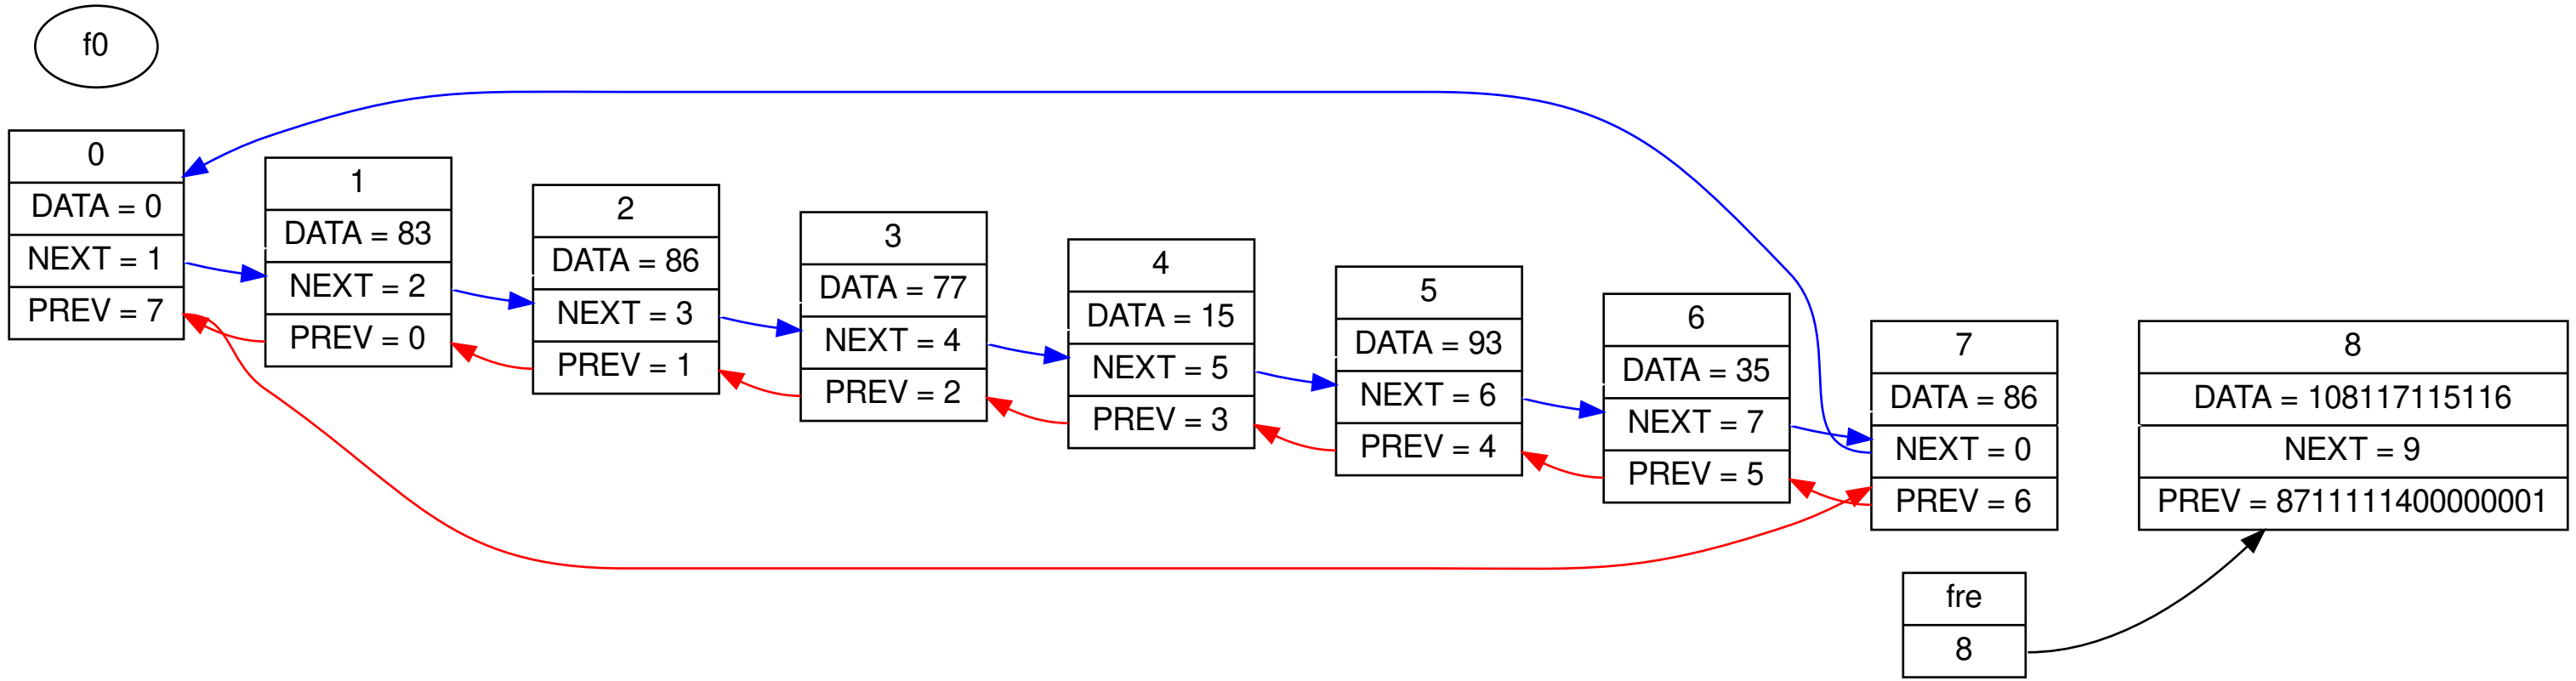 f0
0
DATA = 0
NEXT = 1
PREV = 7
1
DATA = 83
NEXT = 2
PREV = 0
2
DATA = 86
NEXT = 3
PREV = 1
3
DATA = 77
NEXT = 4
PREV = 2
4
DATA = 15
NEXT = 5
PREV = 3
5
DATA = 93
NEXT = 6
PREV = 4
6
DATA = 35
NEXT = 7
PREV = 5
7
DATA = 86
NEXT = 0
PREV = 6
8
DATA = 108117115116
NEXT = 9
PREV = 8711111400000001
fre
8